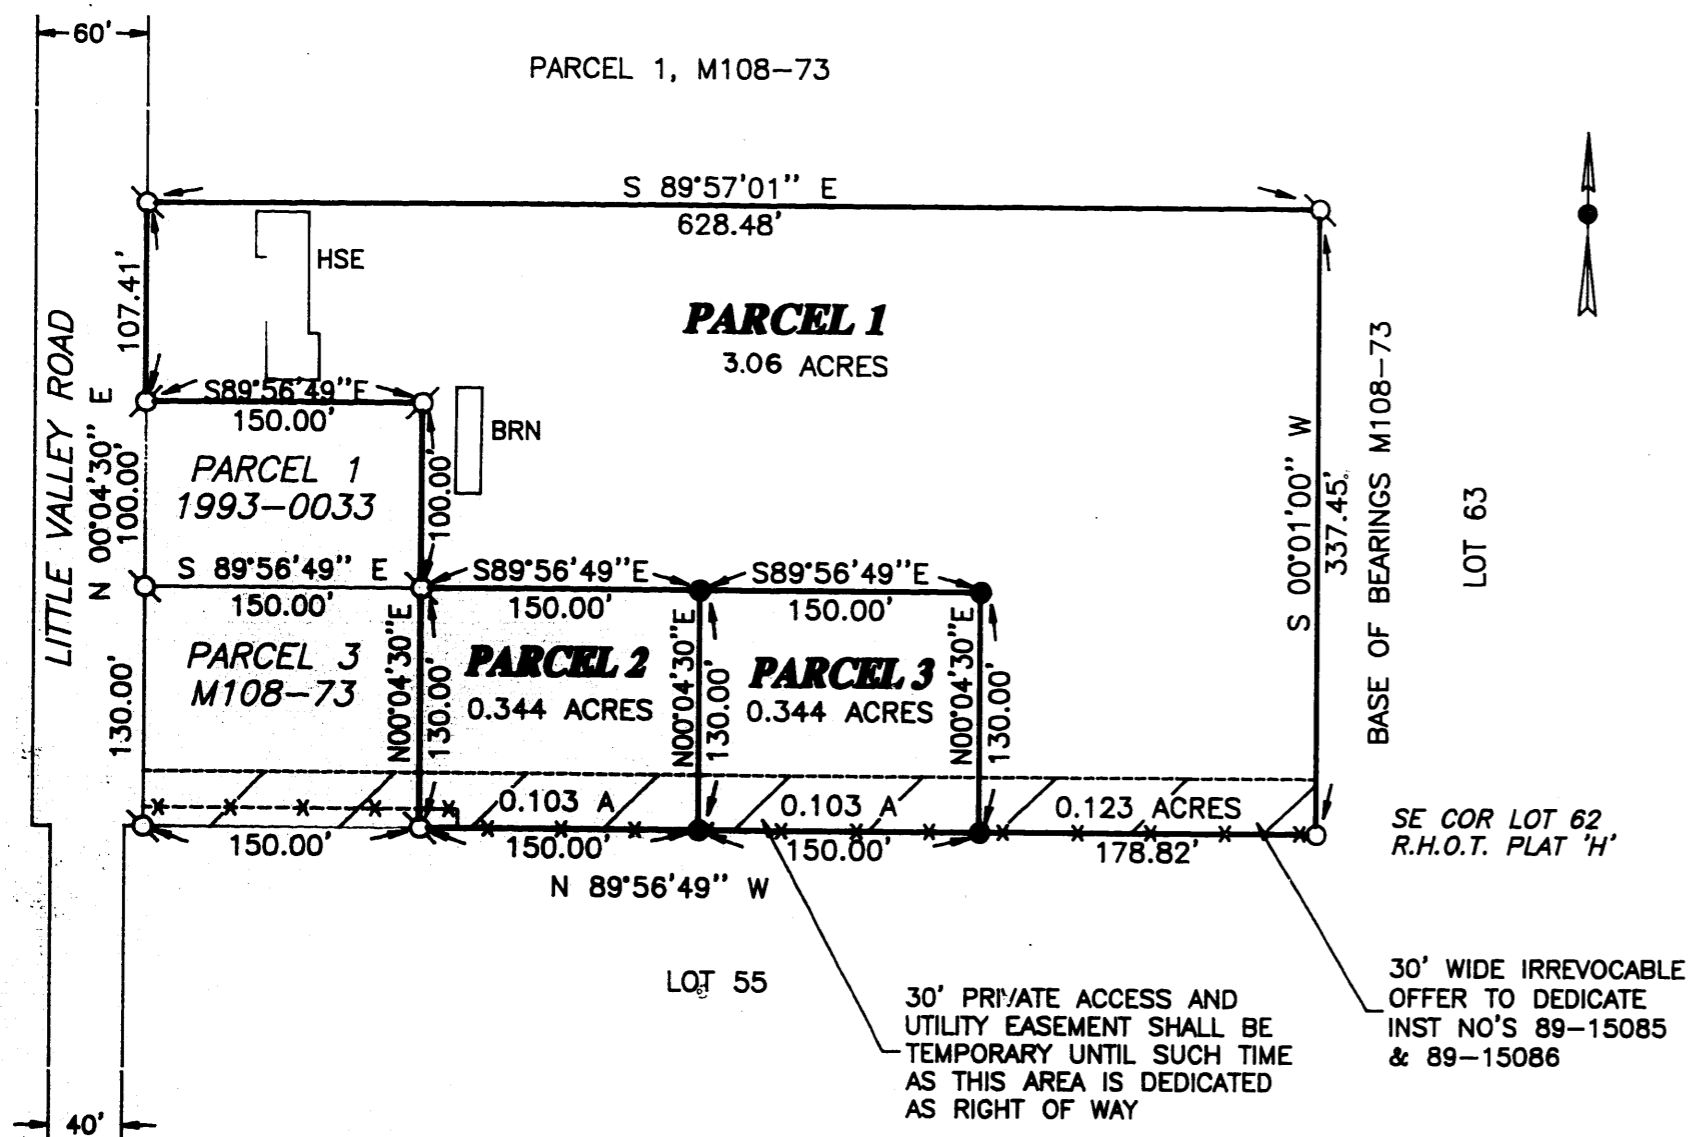 60'
PARCEL 1, M108-73
S 89°57'01" E
628.48'
HSE
107.41'
PARCEL 1
3.06 ACRES
LITTLE VALLEY ROAD
N 00°04'30" E
S89°56'49"E
150.00'
BRN
PARCEL 1
1993-0033
100.00'
100.00'
S 00°01'00" W
337.45'
BASE OF BEARINGS M108-73
LOT 63
S 89°56'49" E
150.00'
S89°56'49"E
150.00'
S89°56'49"E
150.00'
PARCEL 3
M108-73
130.00'
N00°04'30"E
130.00'
PARCEL 2
0.344 ACRES
N00°04'30"E
130.00'
PARCEL 3
0.344 ACRES
N00°04'30"E
130.00'
0.103 A
0.103 A
0.123 ACRES
150.00'
150.00'
150.00'
178.82'
N 89°56'49" W
SE COR LOT 62
R.H.O.T. PLAT 'H'
LOT 55
30' PRIVATE ACCESS AND
UTILITY EASEMENT SHALL BE
TEMPORARY UNTIL SUCH TIME
AS THIS AREA IS DEDICATED
AS RIGHT OF WAY
30' WIDE IRREVOCABLE
OFFER TO DEDICATE
INST NO'S 89-15085
& 89-15086
40'